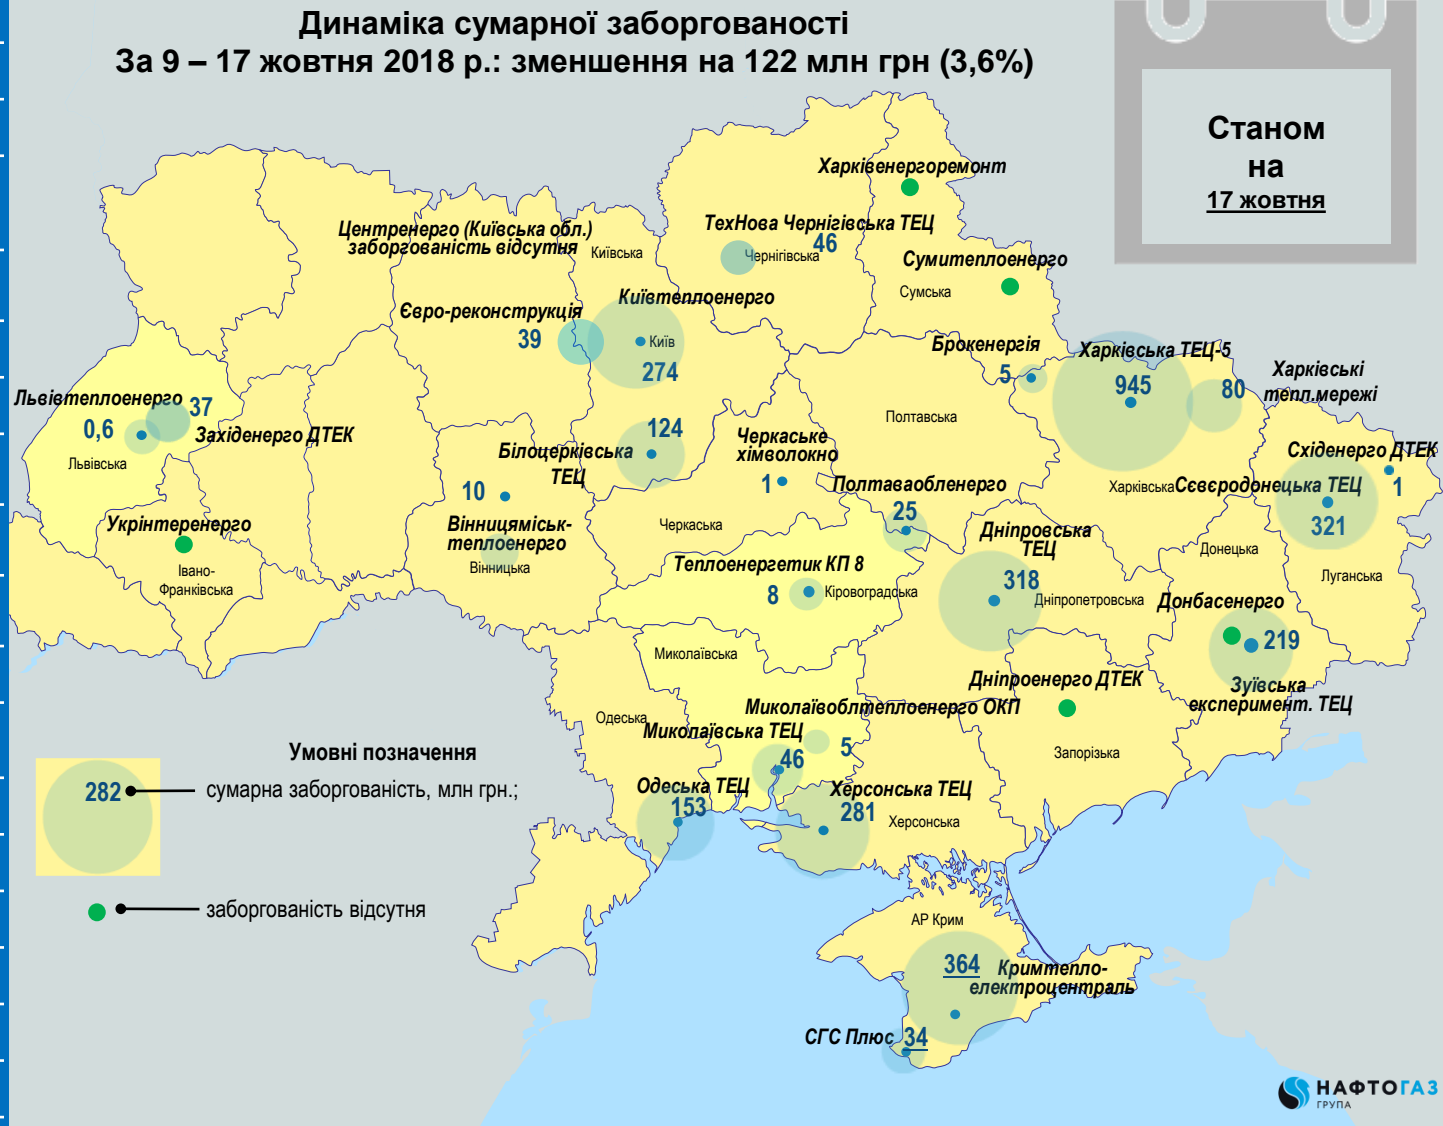 Динаміка сумарної заборгованості
За 9 – 17 жовтня 2018 р.: зменшення на 122 млн грн (3,6%)
Станом
на
17 жовтня
Харківенергоремонт
ТехНова Чернігівська ТЕЦ
46
Чернігівська
Центренерго (Київська обл.)
заборгованість відсутня
Київська
Сумитеплоенерго
Сумська
Київтеплоенерго
Євро-реконструкція
39
Київ
274
Брокенергія
5
Харківська ТЕЦ-5
945
80
Харківські
тепл.мережі
Львівтеплоенерго
37
0,6
Західенерго ДТЕК
Львівська
Полтавська
124
Білоцерківська
ТЕЦ
Черкаське
хімволокно
1
Східенерго ДТЕК
1
Харківська
Сєвєродонецька ТЕЦ
321
10
Вінницяміськ-
теплоенерго
Вінницька
Полтаваобленерго
25
Черкаська
Укрінтеренерго
Івано-
Франківська
Дніпровська
ТЕЦ
318
Дніпропетровська
Донецька
Луганська
Теплоенергетик КП 8
8
Кіровоградська
Донбасенерго
219
Зуївська
експеримент. ТЕЦ
Миколаївська
Дніпроенерго ДТЕК
Запорізька
Одеська
Миколаївоблтеплоенерго ОКП
5
Миколаївська ТЕЦ
46
Одеська ТЕЦ
153
Херсонська ТЕЦ
281
Херсонська
Умовні позначення
282
сумарна заборгованість, млн грн.;
заборгованість відсутня
АР Крим
364
Кримтепло-
електроцентраль
СГС Плюс
34
НАФТОГАЗ
ГРУПА